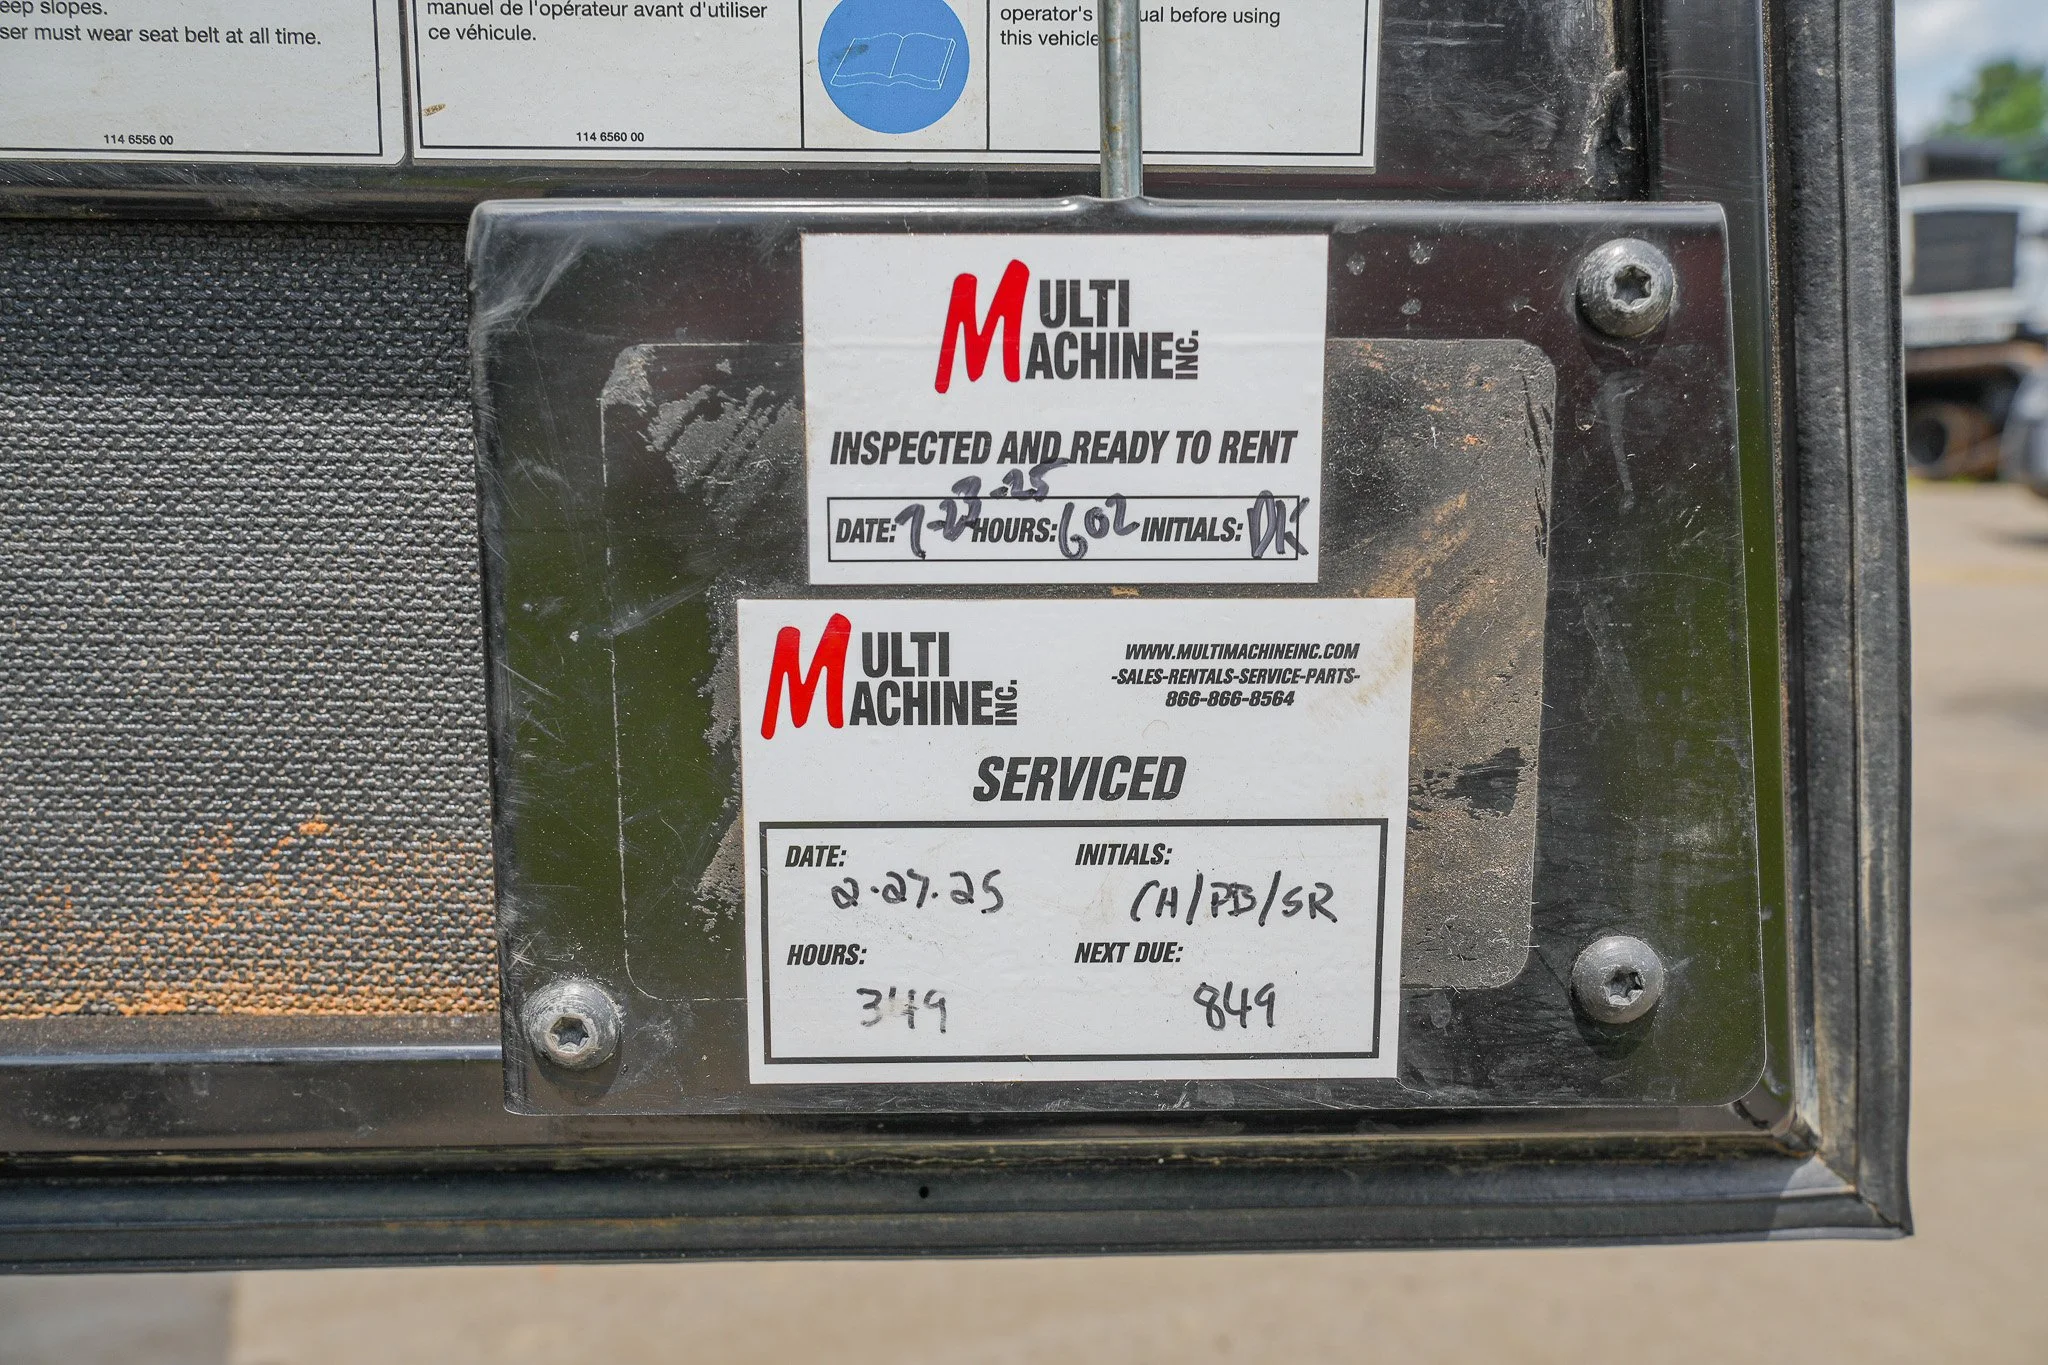 eep slopes.
ser must wear seat belt at all time.
114 6556 00
manuel de l'opérateur avant d'utiliser
ce véhicule.
114 6560 00
operator's ual before using
this vehicle
MULTI
MACHINE INC.
INSPECTED AND READY TO RENT
DATE: 7-23-25 HOURS: 602 INITIALS: DK
MULTI
MACHINE INC.
WWW.MULTIMACHINEINC.COM
-SALES-RENTALS-SERVICE-PARTS-
866-866-8564
SERVICED
DATE: INITIALS:
2.27.25 CH/PB/SR
HOURS: NEXT DUE:
349 849